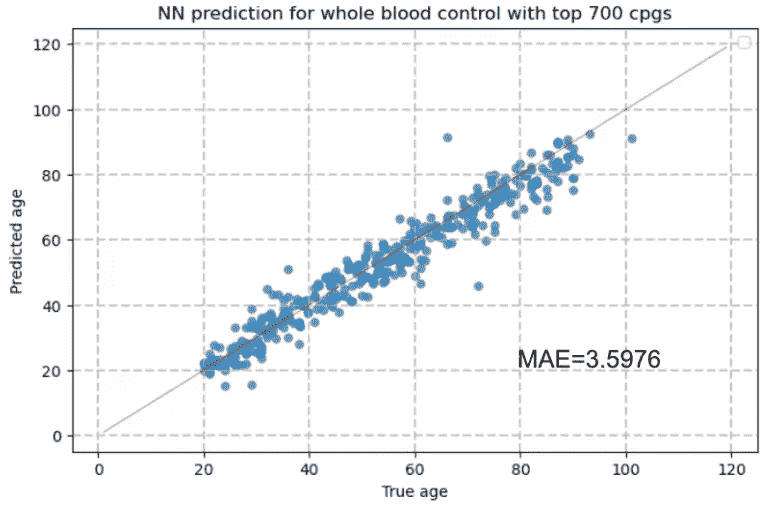 NN prediction for whole blood control with top 700 cpgs
120
100
80
60
40
20
0
Predicted age
MAE=3.5976
0 20 40 60 80 100 120
True age